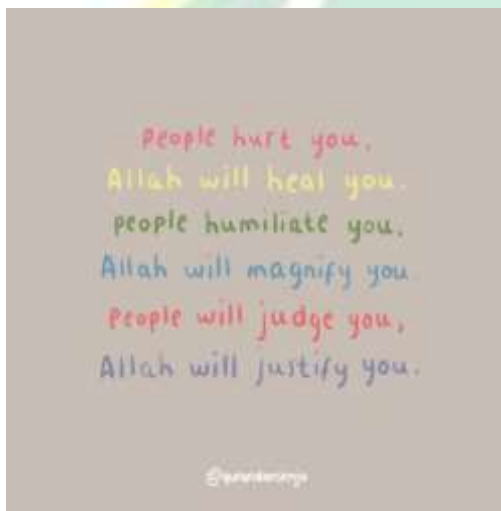 people hurt you,
Allah will heal you.
people humiliate you,
Allah will magnify you.
people will judge you,
Allah will justify you.